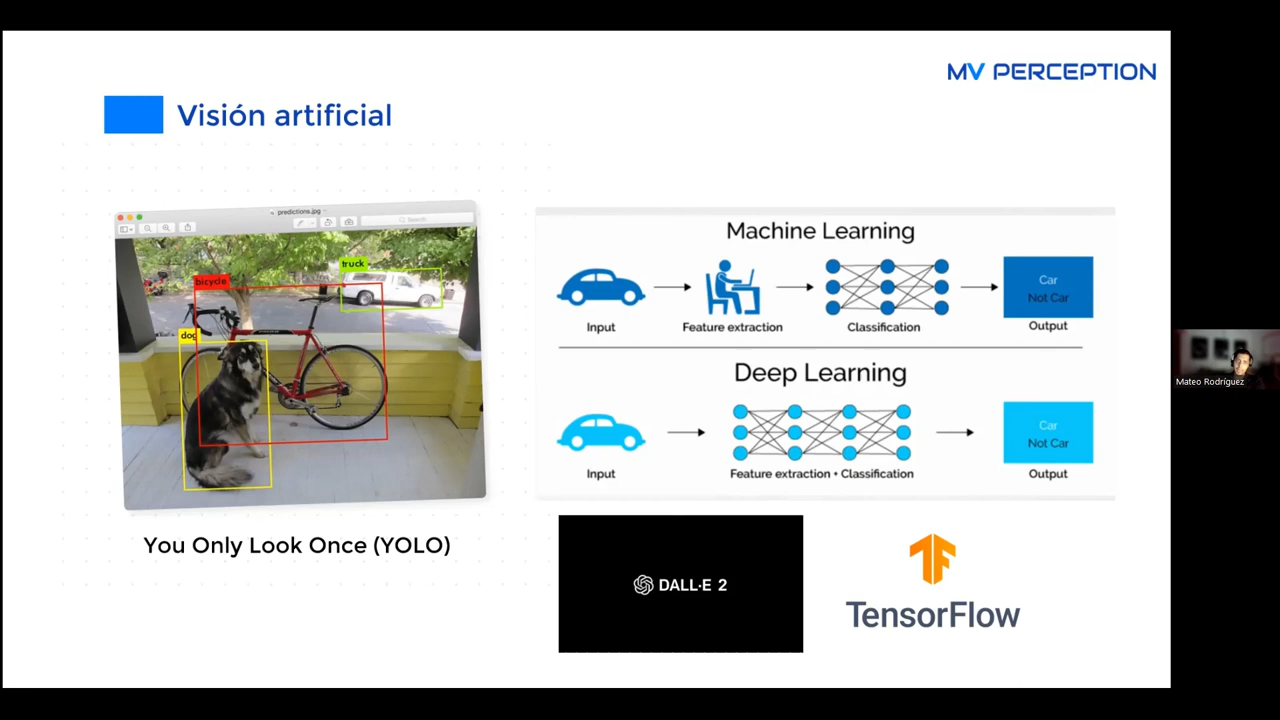 MV PERCEPTION
Visión artificial
predictions.jpg
Search
truck
bicycle
dog
You Only Look Once (YOLO)
Machine Learning
Input
Feature extraction
Classification
Car
Not Car
Output
Deep Learning
Input
Feature extraction + Classification
Car
Not Car
Output
DALL·E 2
TensorFlow
Mateo Rodríguez